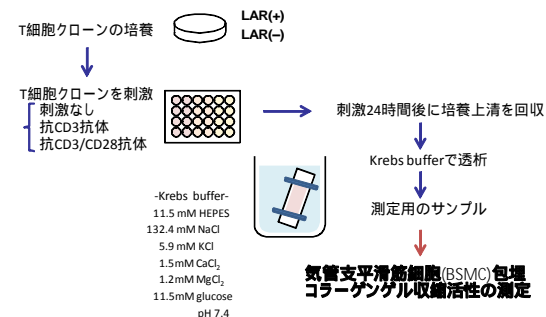 T細胞クローンの培養
LAR(+)
LAR(−)
T細胞クローンを刺激
刺激なし
抗CD3抗体
抗CD3/CD28抗体
刺激24時間後に培養上清を回収
Krebs bufferで透析
測定用のサンプル
-Krebs buffer-
11.5 mM HEPES
132.4 mM NaCl
5.9 mM KCl
1.5mM CaCl₂
1.2mM MgCl₂
11.5mM glucose
pH 7.4
気管支平滑筋細胞(BSMC)包埋
コラーゲンゲル収縮活性の測定